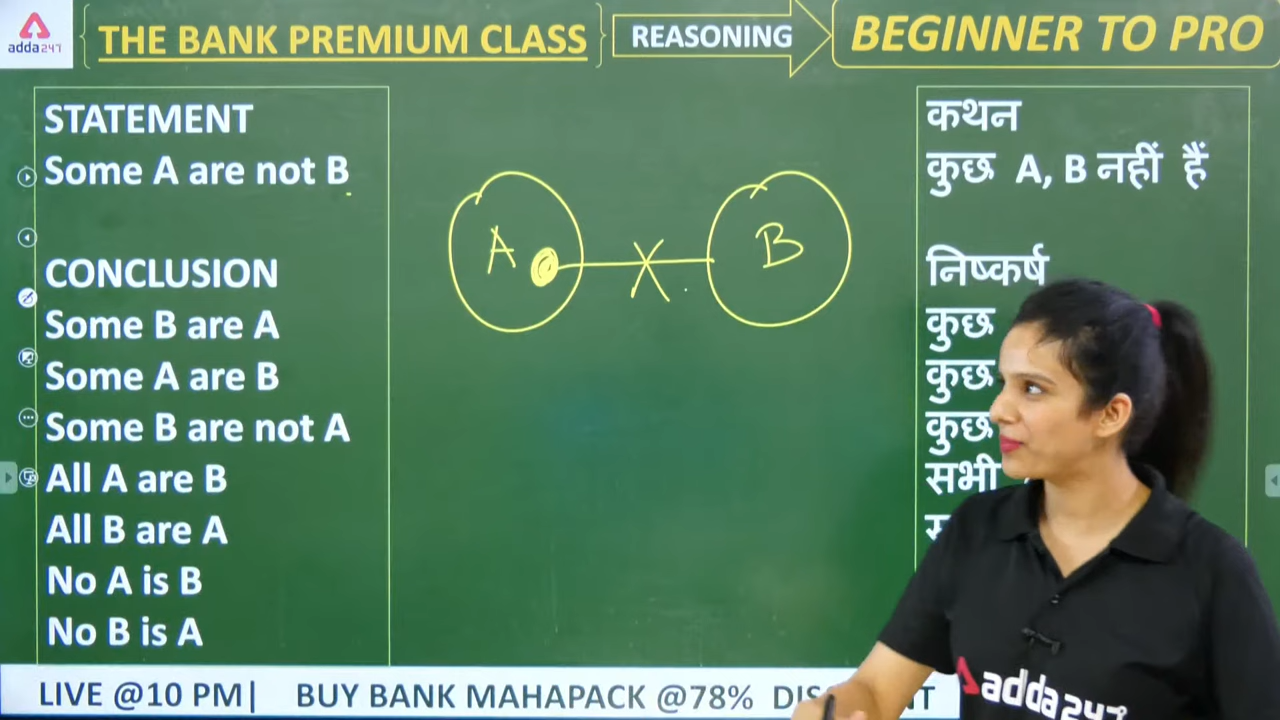 adda247
THE BANK PREMIUM CLASS
REASONING
BEGINNER TO PRO
STATEMENT
Some A are not B
CONCLUSION
Some B are A
Some A are B
Some B are not A
All A are B
All B are A
No A is B
No B is A
A
B
कथन
कुछ A, B नहीं हैं
निष्कर्ष
कुछ
कुछ
कुछ
सभी
adda247
LIVE @10 PM| BUY BANK MAHAPACK @78%